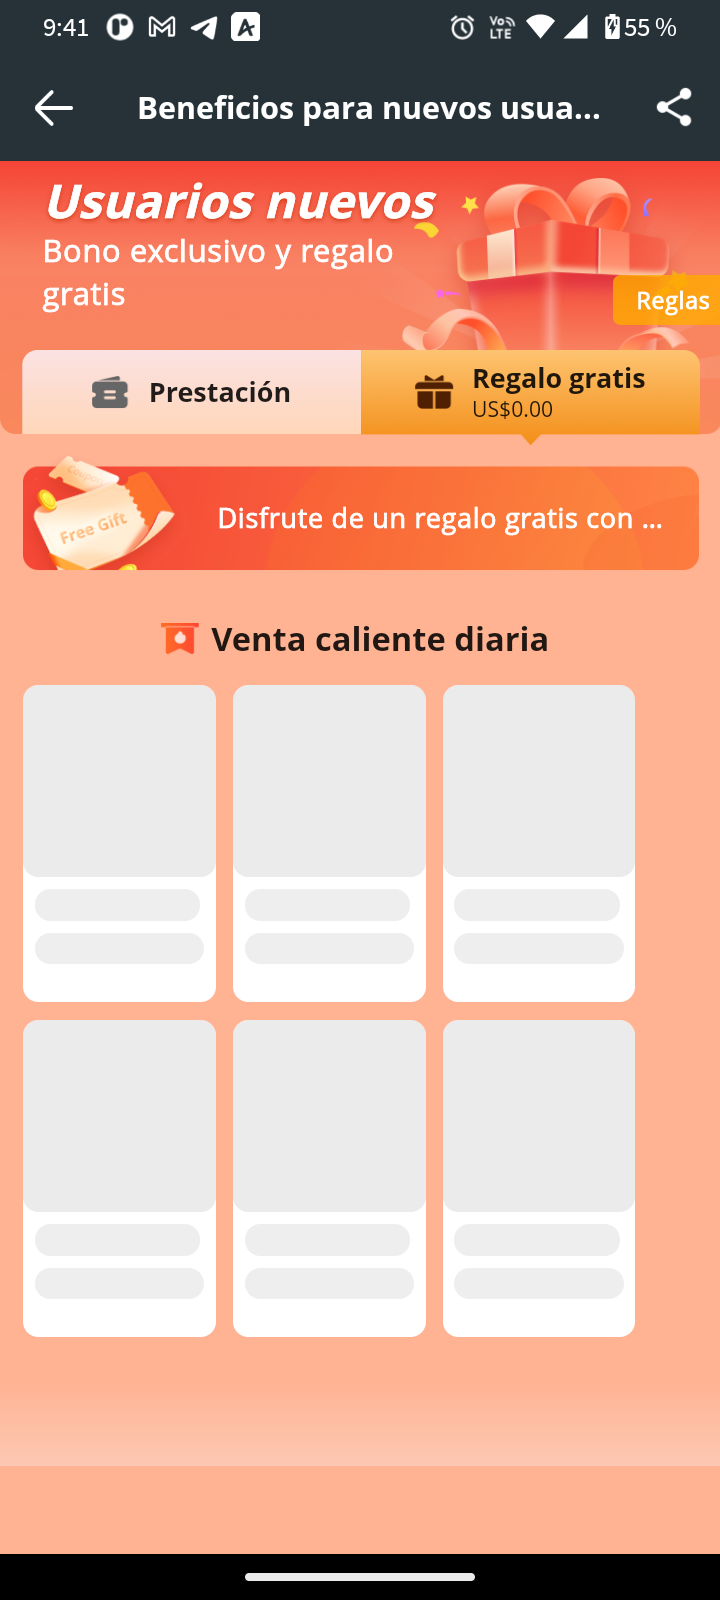 9:41
Vo LTE
55 %
Beneficios para nuevos usua...
Usuarios nuevos
Bono exclusivo y regalo
gratis
Reglas
Prestación
Regalo gratis
US$0.00
Coupon
Free Gift
Disfrute de un regalo gratis con ...
Venta caliente diaria